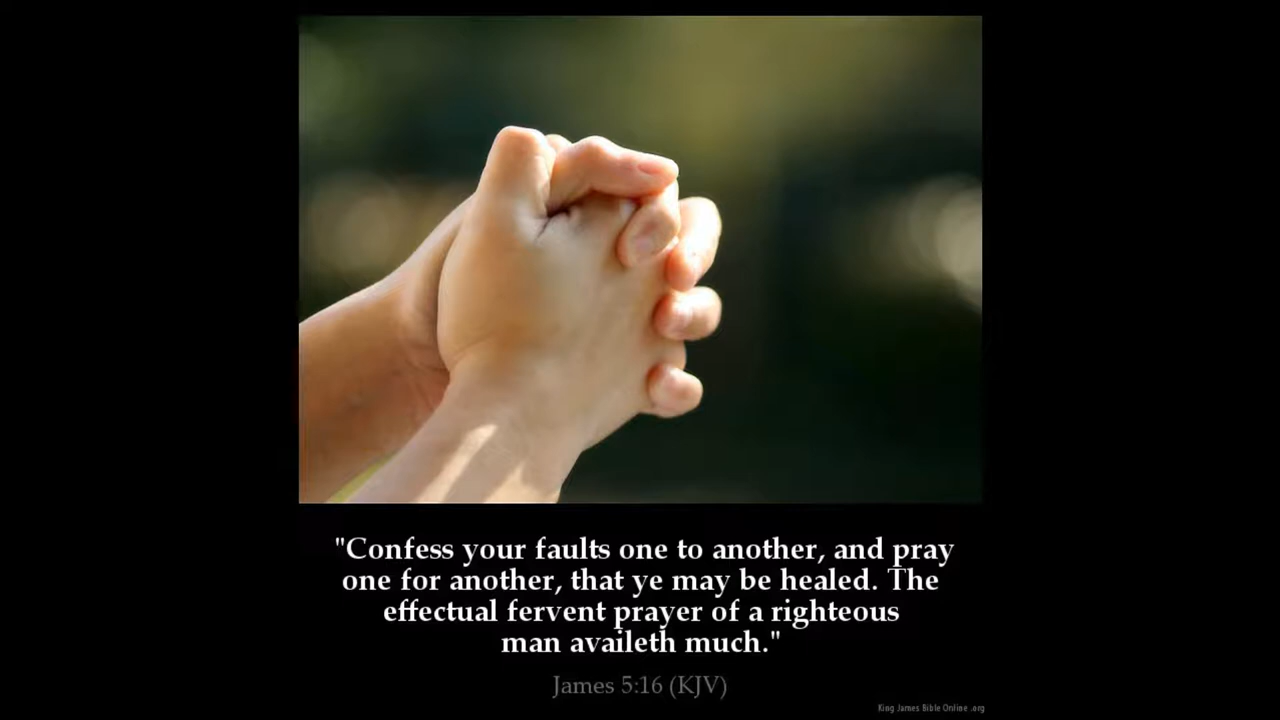 "Confess your faults one to another, and pray
one for another, that ye may be healed. The
effectual fervent prayer of a righteous
man availeth much."
James 5:16 (KJV)
King James Bible Online .org